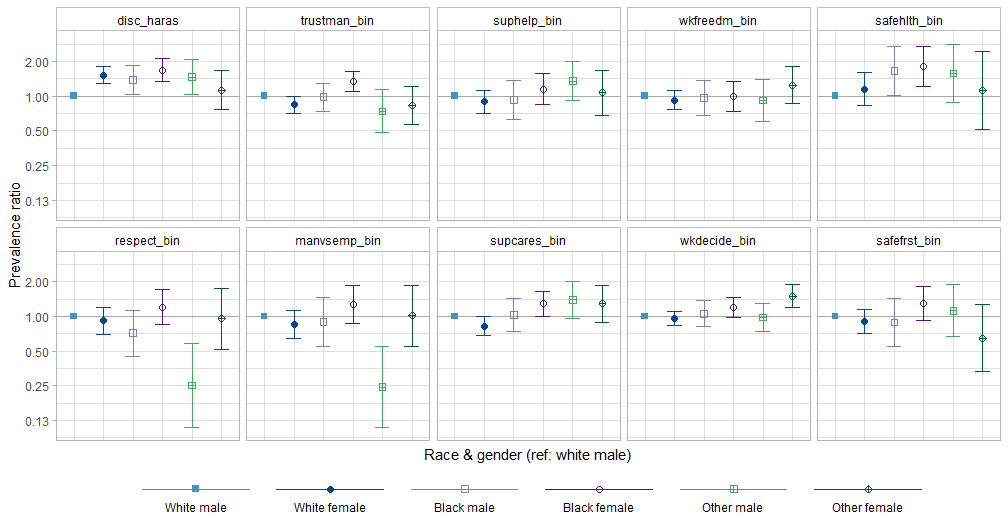 disc_haras trustman_bin suphelp_bin wkfreedm_bin safehlth_bin
2.00
1.00
0.50
0.25
0.13
Prevalence ratio
respect_bin manvsemp_bin supcares_bin wkdecide_bin safefrst_bin
2.00
1.00
0.50
0.25
0.13
Race & gender (ref: white male)
White male White female Black male Black female Other male Other female